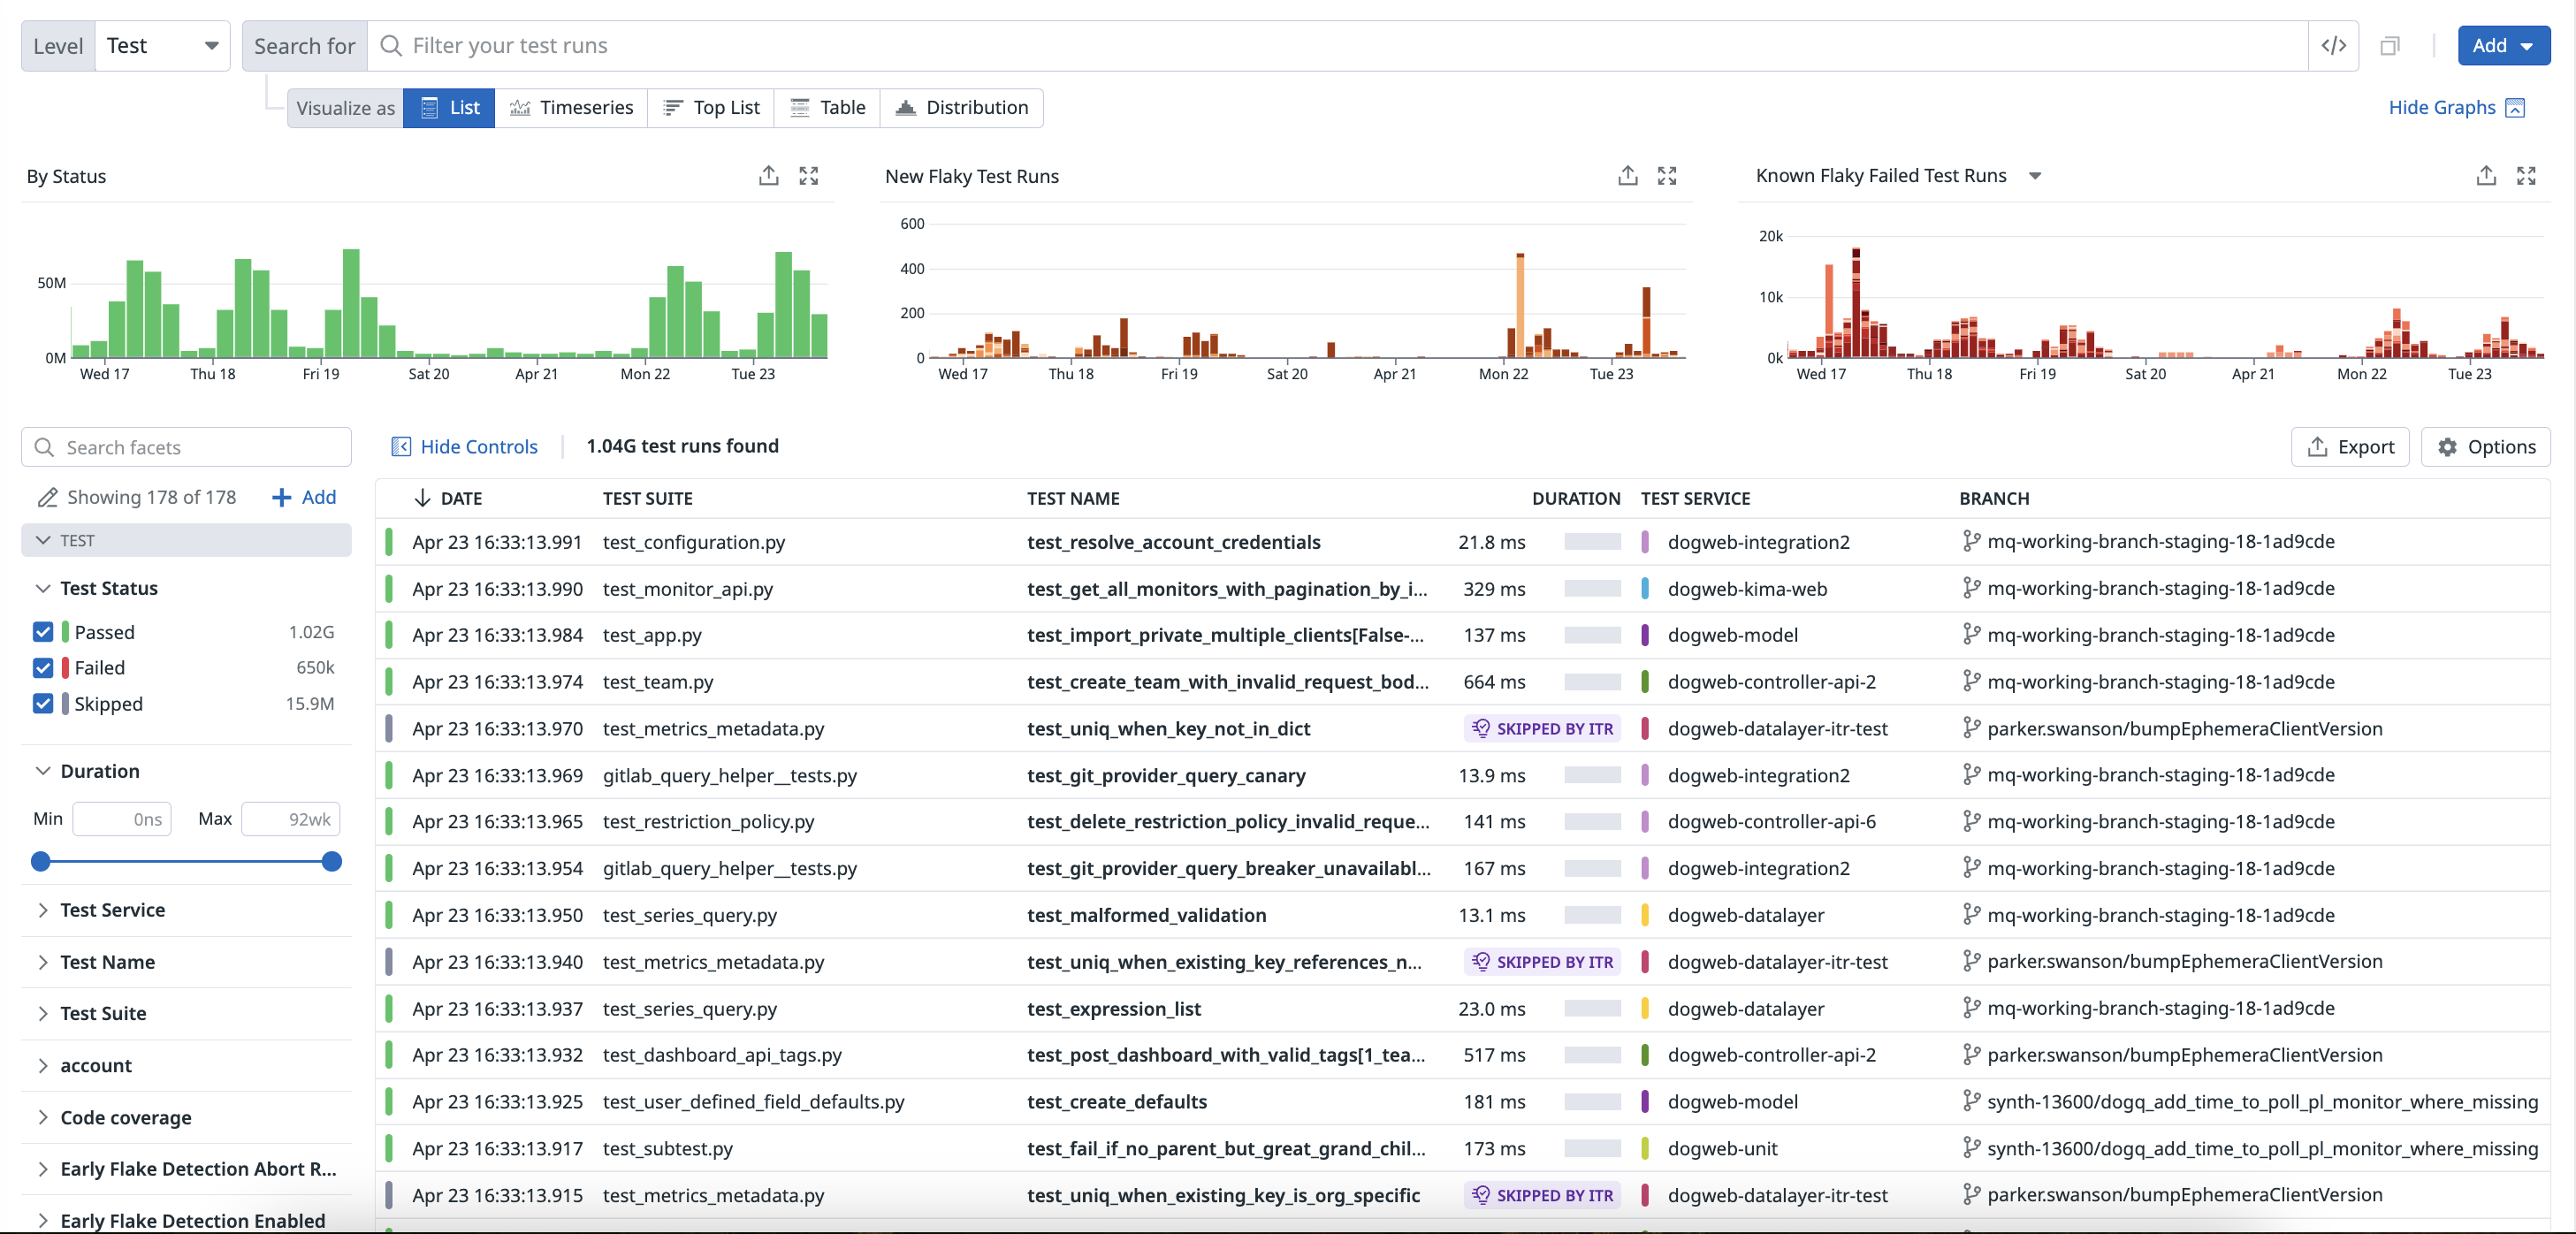 Level Test Search for Filter your test runs </> Add
Visualize as List Timeseries Top List Table Distribution Hide Graphs
By Status
50M
0M
Wed 17 Thu 18 Fri 19 Sat 20 Apr 21 Mon 22 Tue 23
New Flaky Test Runs
600
400
200
0
Wed 17 Thu 18 Fri 19 Sat 20 Apr 21 Mon 22 Tue 23
Known Flaky Failed Test Runs
20k
10k
0k
Wed 17 Thu 18 Fri 19 Sat 20 Apr 21 Mon 22 Tue 23
Search facets
Showing 178 of 178 + Add
TEST
Test Status
Passed 1.02G
Failed 650k
Skipped 15.9M
Duration
Min 0ns Max 92wk
Test Service
Test Name
Test Suite
account
Code coverage
Early Flake Detection Abort R...
Early Flake Detection Enabled
Hide Controls 1.04G test runs found Export Options
DATE TEST SUITE TEST NAME DURATION TEST SERVICE BRANCH
Apr 23 16:33:13.991 test_configuration.py test_resolve_account_credentials 21.8 ms dogweb-integration2 mq-working-branch-staging-18-1ad9cde
Apr 23 16:33:13.990 test_monitor_api.py test_get_all_monitors_with_pagination_by_i... 329 ms dogweb-kima-web mq-working-branch-staging-18-1ad9cde
Apr 23 16:33:13.984 test_app.py test_import_private_multiple_clients[False-... 137 ms dogweb-model mq-working-branch-staging-18-1ad9cde
Apr 23 16:33:13.974 test_team.py test_create_team_with_invalid_request_bod... 664 ms dogweb-controller-api-2 mq-working-branch-staging-18-1ad9cde
Apr 23 16:33:13.970 test_metrics_metadata.py test_uniq_when_key_not_in_dict SKIPPED BY ITR dogweb-datalayer-itr-test parker.swanson/bumpEphemeraClientVersion
Apr 23 16:33:13.969 gitlab_query_helper__tests.py test_git_provider_query_canary 13.9 ms dogweb-integration2 mq-working-branch-staging-18-1ad9cde
Apr 23 16:33:13.965 test_restriction_policy.py test_delete_restriction_policy_invalid_reque... 141 ms dogweb-controller-api-6 mq-working-branch-staging-18-1ad9cde
Apr 23 16:33:13.954 gitlab_query_helper__tests.py test_git_provider_query_breaker_unavailabl... 167 ms dogweb-integration2 mq-working-branch-staging-18-1ad9cde
Apr 23 16:33:13.950 test_series_query.py test_malformed_validation 13.1 ms dogweb-datalayer mq-working-branch-staging-18-1ad9cde
Apr 23 16:33:13.940 test_metrics_metadata.py test_uniq_when_existing_key_references_n... SKIPPED BY ITR dogweb-datalayer-itr-test parker.swanson/bumpEphemeraClientVersion
Apr 23 16:33:13.937 test_series_query.py test_expression_list 23.0 ms dogweb-datalayer mq-working-branch-staging-18-1ad9cde
Apr 23 16:33:13.932 test_dashboard_api_tags.py test_post_dashboard_with_valid_tags[1_tea... 517 ms dogweb-controller-api-2 parker.swanson/bumpEphemeraClientVersion
Apr 23 16:33:13.925 test_user_defined_field_defaults.py test_create_defaults 181 ms dogweb-model synth-13600/dogq_add_time_to_poll_pl_monitor_where_missing
Apr 23 16:33:13.917 test_subtest.py test_fail_if_no_parent_but_great_grand_chil... 173 ms dogweb-unit synth-13600/dogq_add_time_to_poll_pl_monitor_where_missing
Apr 23 16:33:13.915 test_metrics_metadata.py test_uniq_when_existing_key_is_org_specific SKIPPED BY ITR dogweb-datalayer-itr-test parker.swanson/bumpEphemeraClientVersion